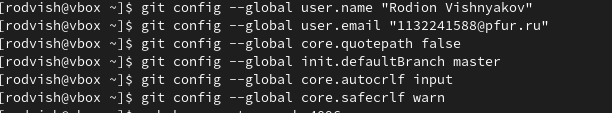 [rodvish@vbox ~]$ git config --global user.name "Rodion Vishnyakov"
[rodvish@vbox ~]$ git config --global user.email "1132241588@pfur.ru"
[rodvish@vbox ~]$ git config --global core.quotepath false
[rodvish@vbox ~]$ git config --global init.defaultBranch master
[rodvish@vbox ~]$ git config --global core.autocrlf input
[rodvish@vbox ~]$ git config --global core.safecrlf warn